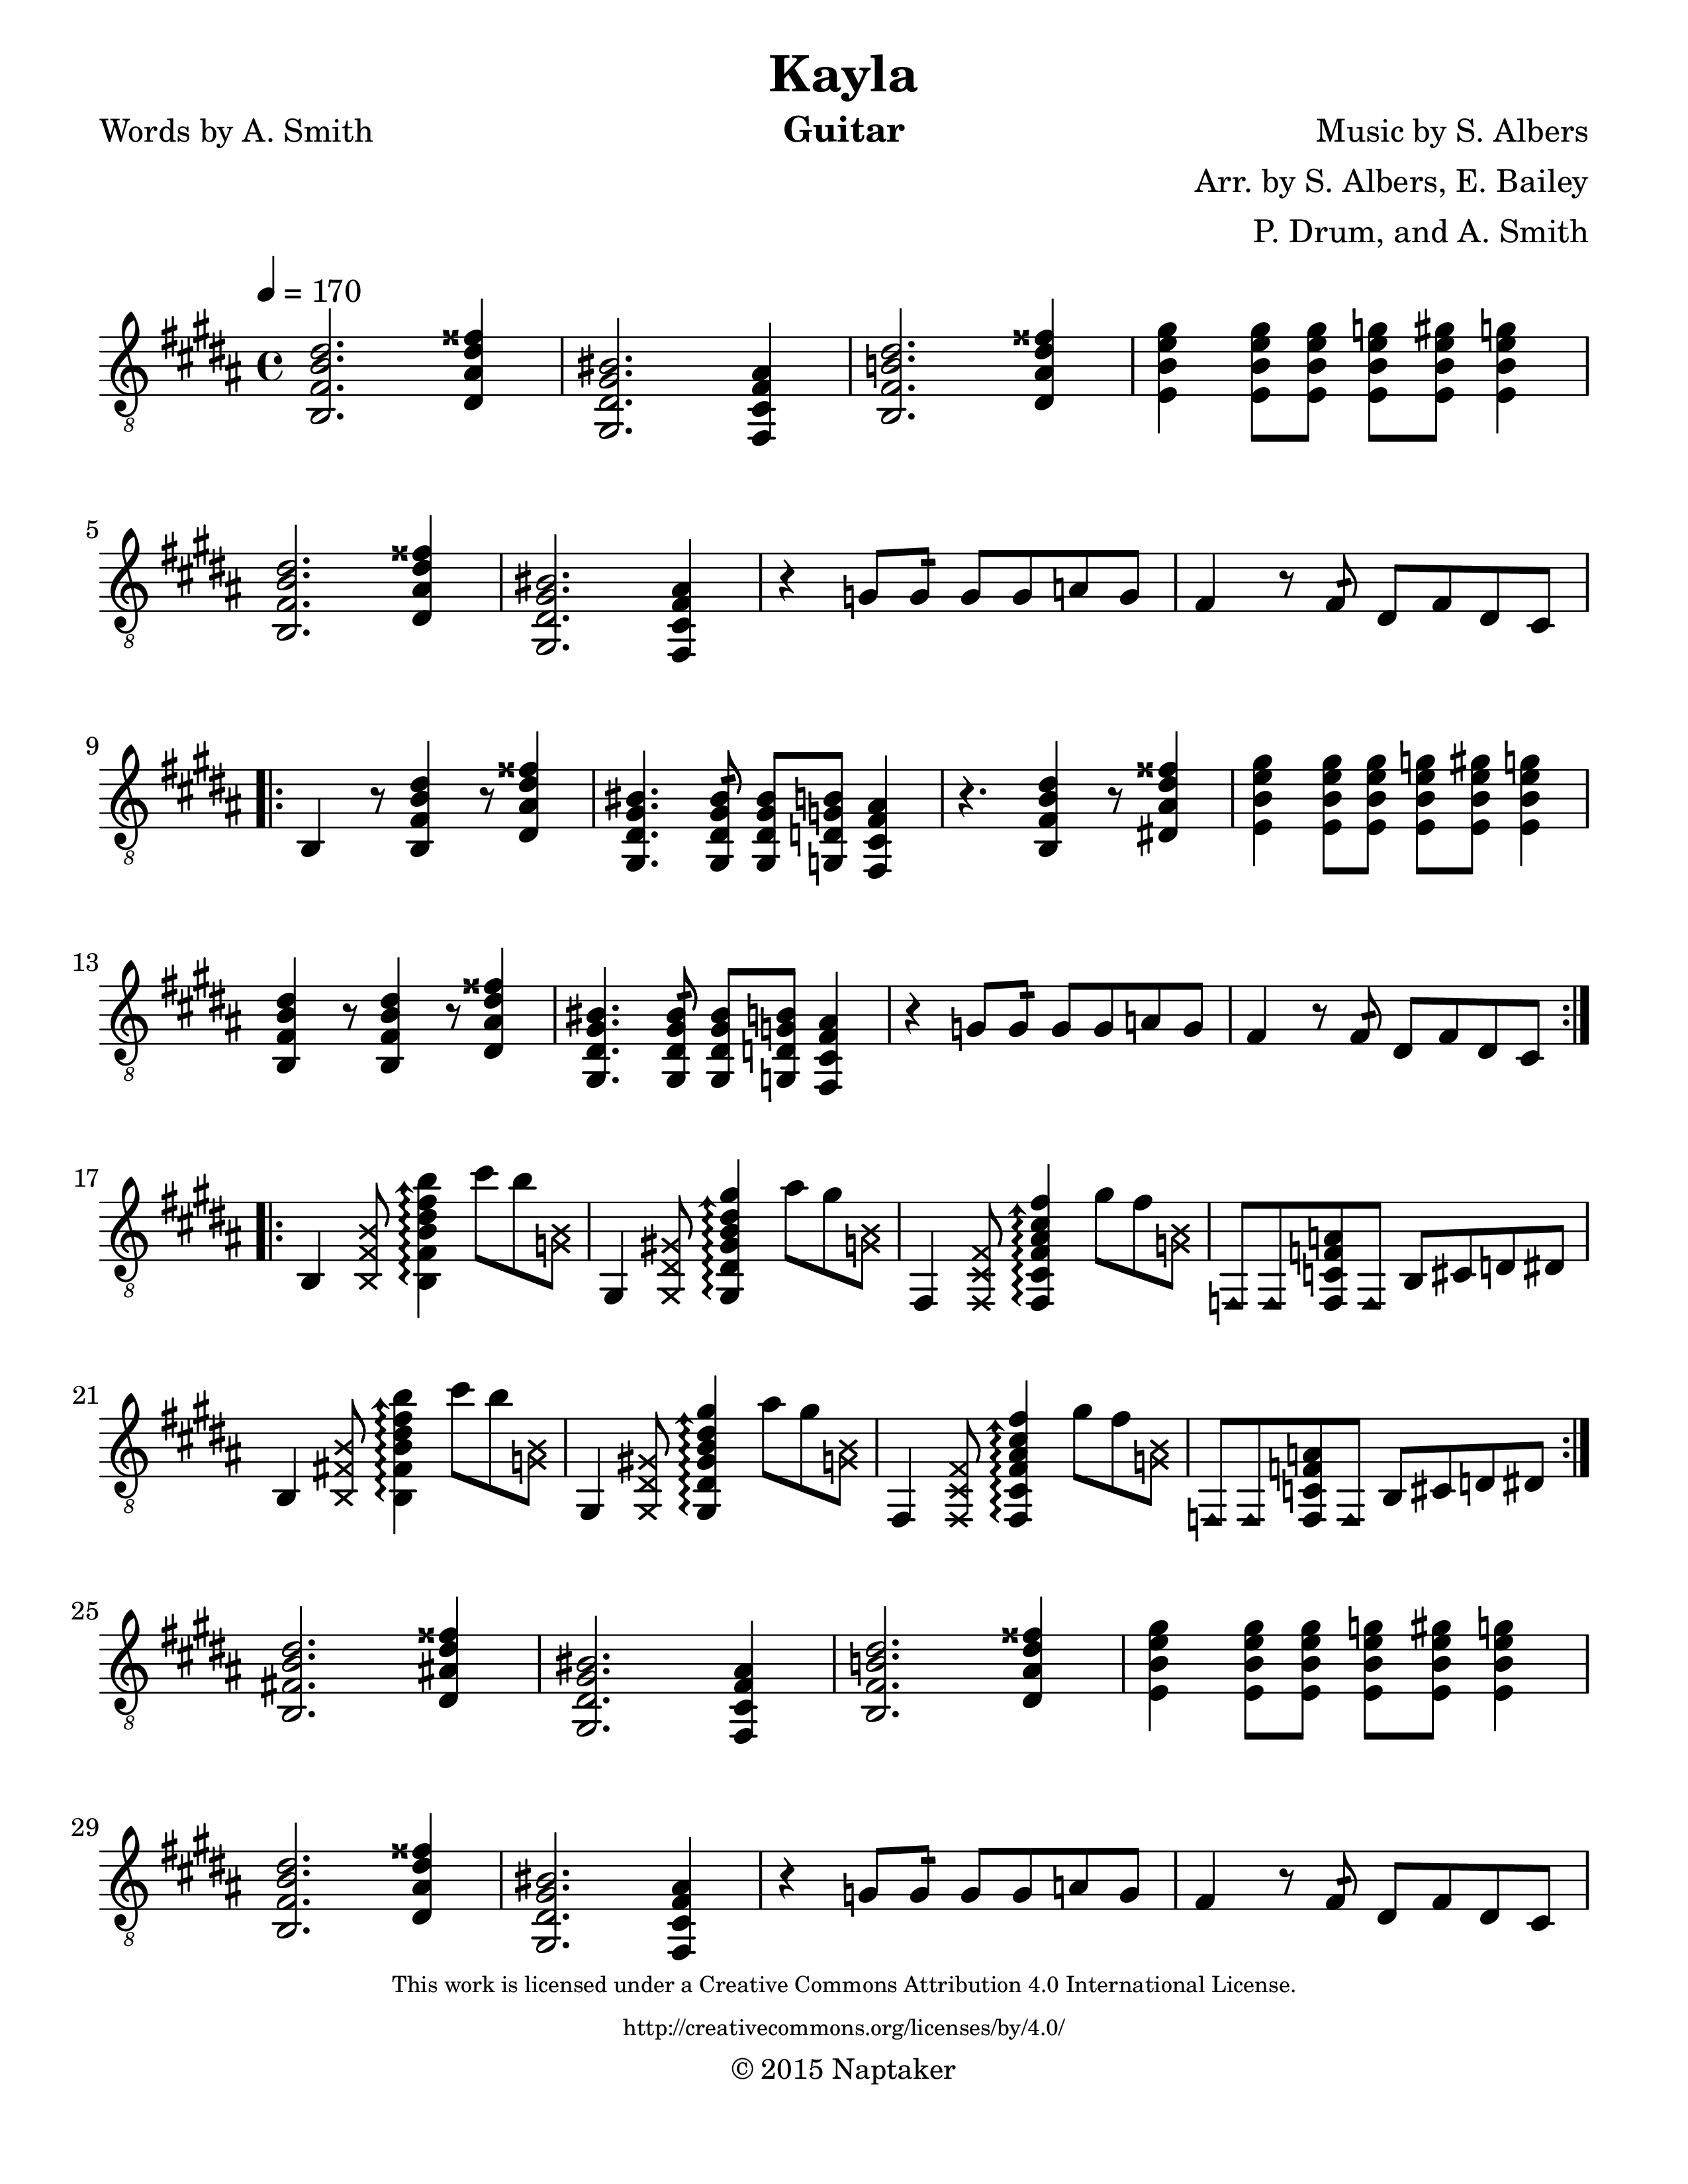 Kayla
Words by A. Smith
Guitar
Music by S. Albers
Arr. by S. Albers, E. Bailey
P. Drum, and A. Smith
= 170
8
5
8
9
8
13
8
17
8
21
8
25
8
29
8
This work is licensed under a Creative Commons Attribution 4.0 International License.
http://creativecommons.org/licenses/by/4.0/
© 2015 Naptaker